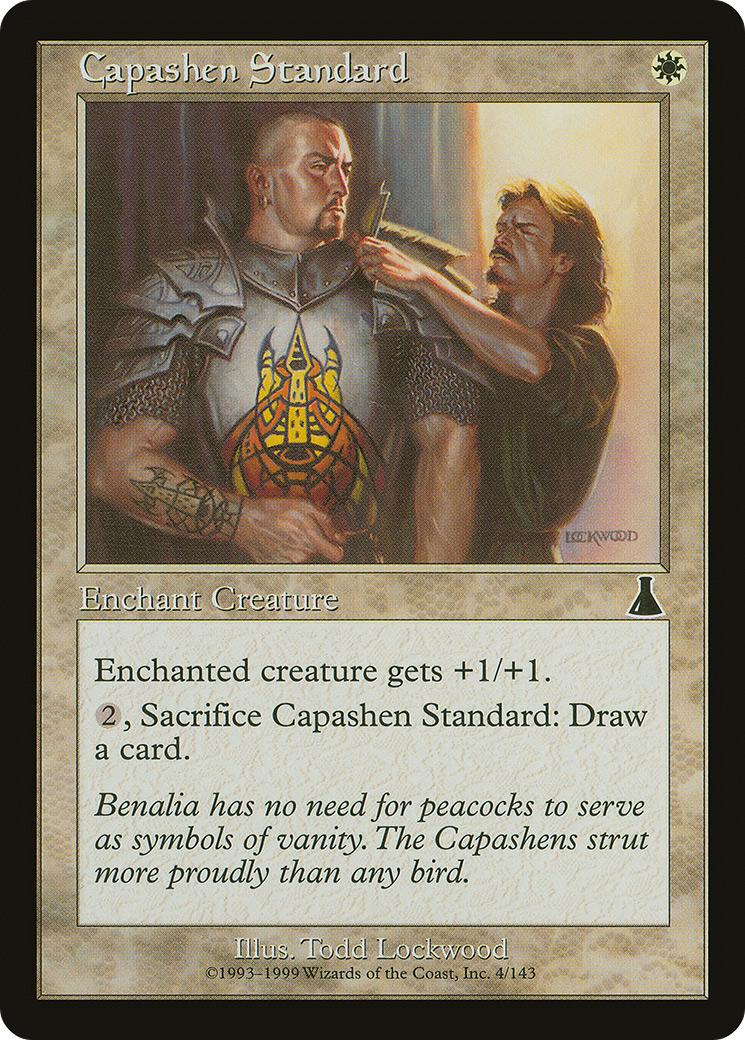 Capashen Standard
LOCKWOOD
Enchant Creature
Enchanted creature gets +1/+1.
2, Sacrifice Capashen Standard: Draw
a card.
Benalia has no need for peacocks to serve
as symbols of vanity. The Capashens strut
more proudly than any bird.
Illus. Todd Lockwood
©1993–1999 Wizards of the Coast, Inc. 4/143